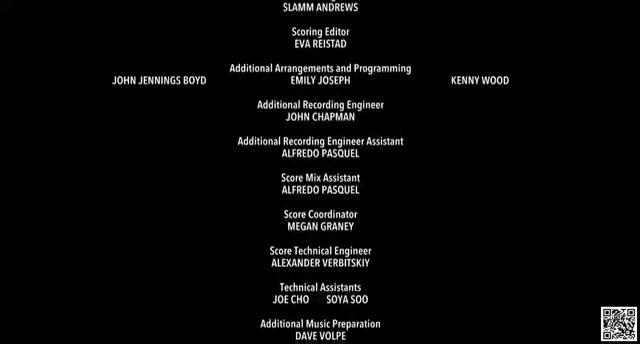 SLAMM ANDREWS
Scoring Editor
EVA REISTAD
Additional Arrangements and Programming
JOHN JENNINGS BOYD EMILY JOSEPH KENNY WOOD
Additional Recording Engineer
JOHN CHAPMAN
Additional Recording Engineer Assistant
ALFREDO PASQUEL
Score Mix Assistant
ALFREDO PASQUEL
Score Coordinator
MEGAN GRANEY
Score Technical Engineer
ALEXANDER VERBITSKIY
Technical Assistants
JOE CHO SOYA SOO
Additional Music Preparation
DAVE VOLPE